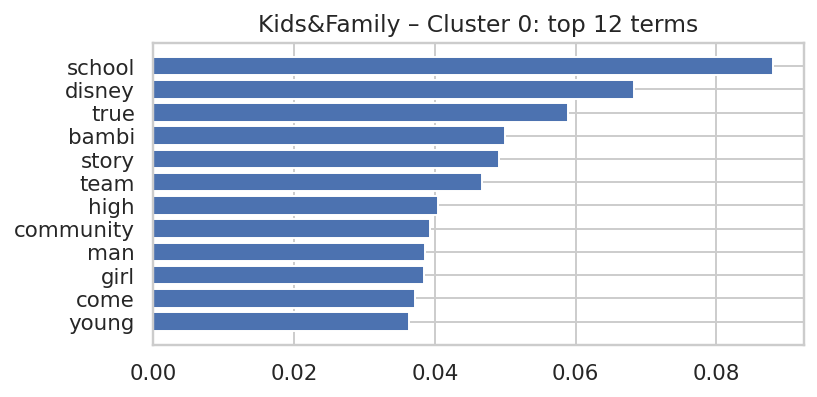 Kids&Family – Cluster 0: top 12 terms
school
disney
true
bambi
story
team
high
community
man
girl
come
young
0.00 0.02 0.04 0.06 0.08